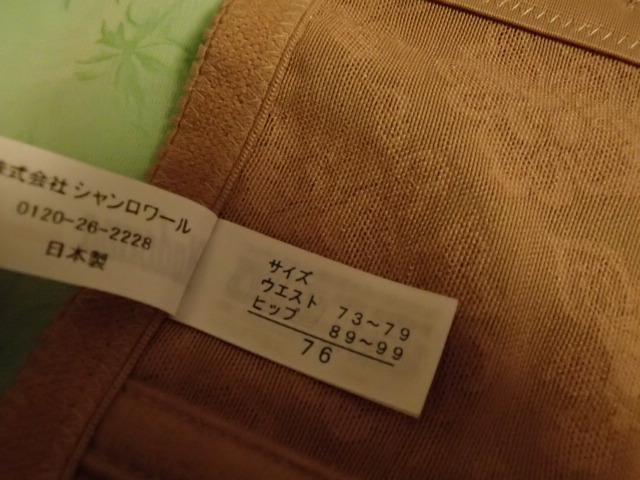 株式会社 シャンロワール
0120-26-2228
日本製
サイズ
ウエスト 73~79
ヒップ 89~99
76